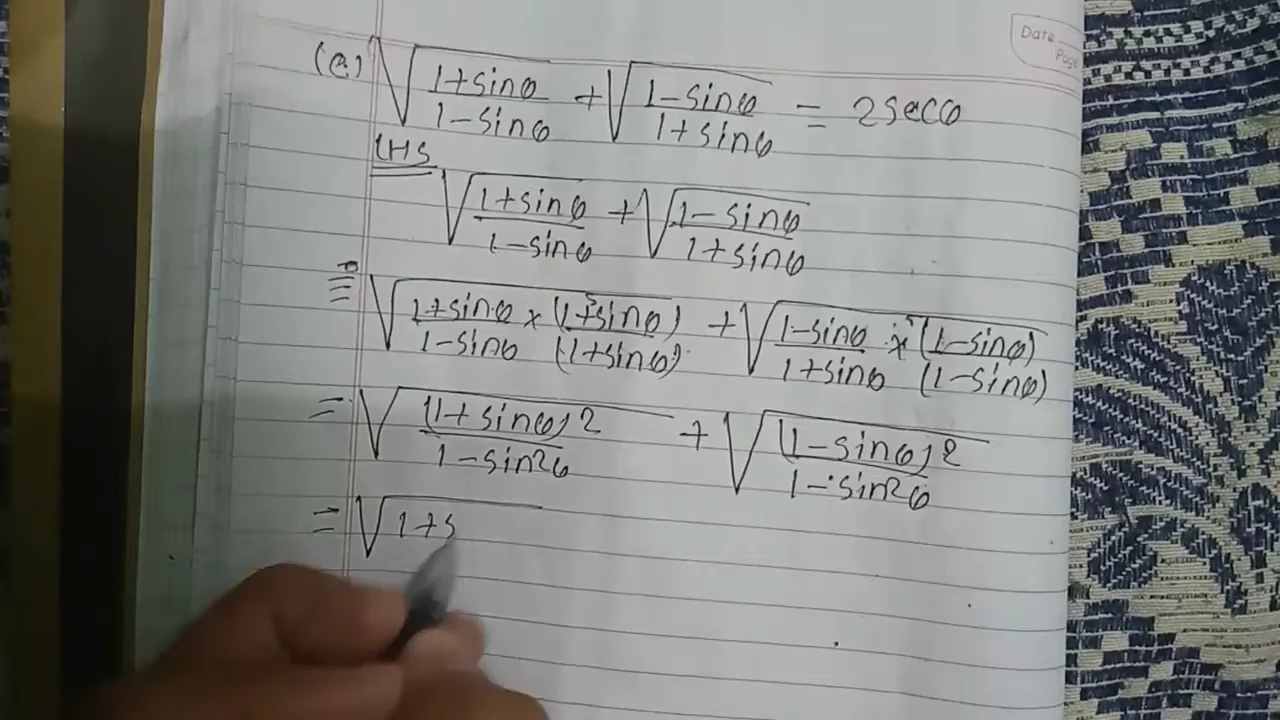 Date
Page
(e) √((1+sinθ)/(1-sinθ)) + √((1-sinθ)/(1+sinθ)) = 2secθ
LHS
√((1+sinθ)/(1-sinθ)) + √((1-sinθ)/(1+sinθ))
= √((1+sinθ)/(1-sinθ) × (1+sinθ)/(1+sinθ)) + √((1-sinθ)/(1+sinθ) × (1-sinθ)/(1-sinθ))
= √((1+sinθ)2/(1-sin2θ)) + √((1-sinθ)2/(1-sin2θ))
= √(1+s